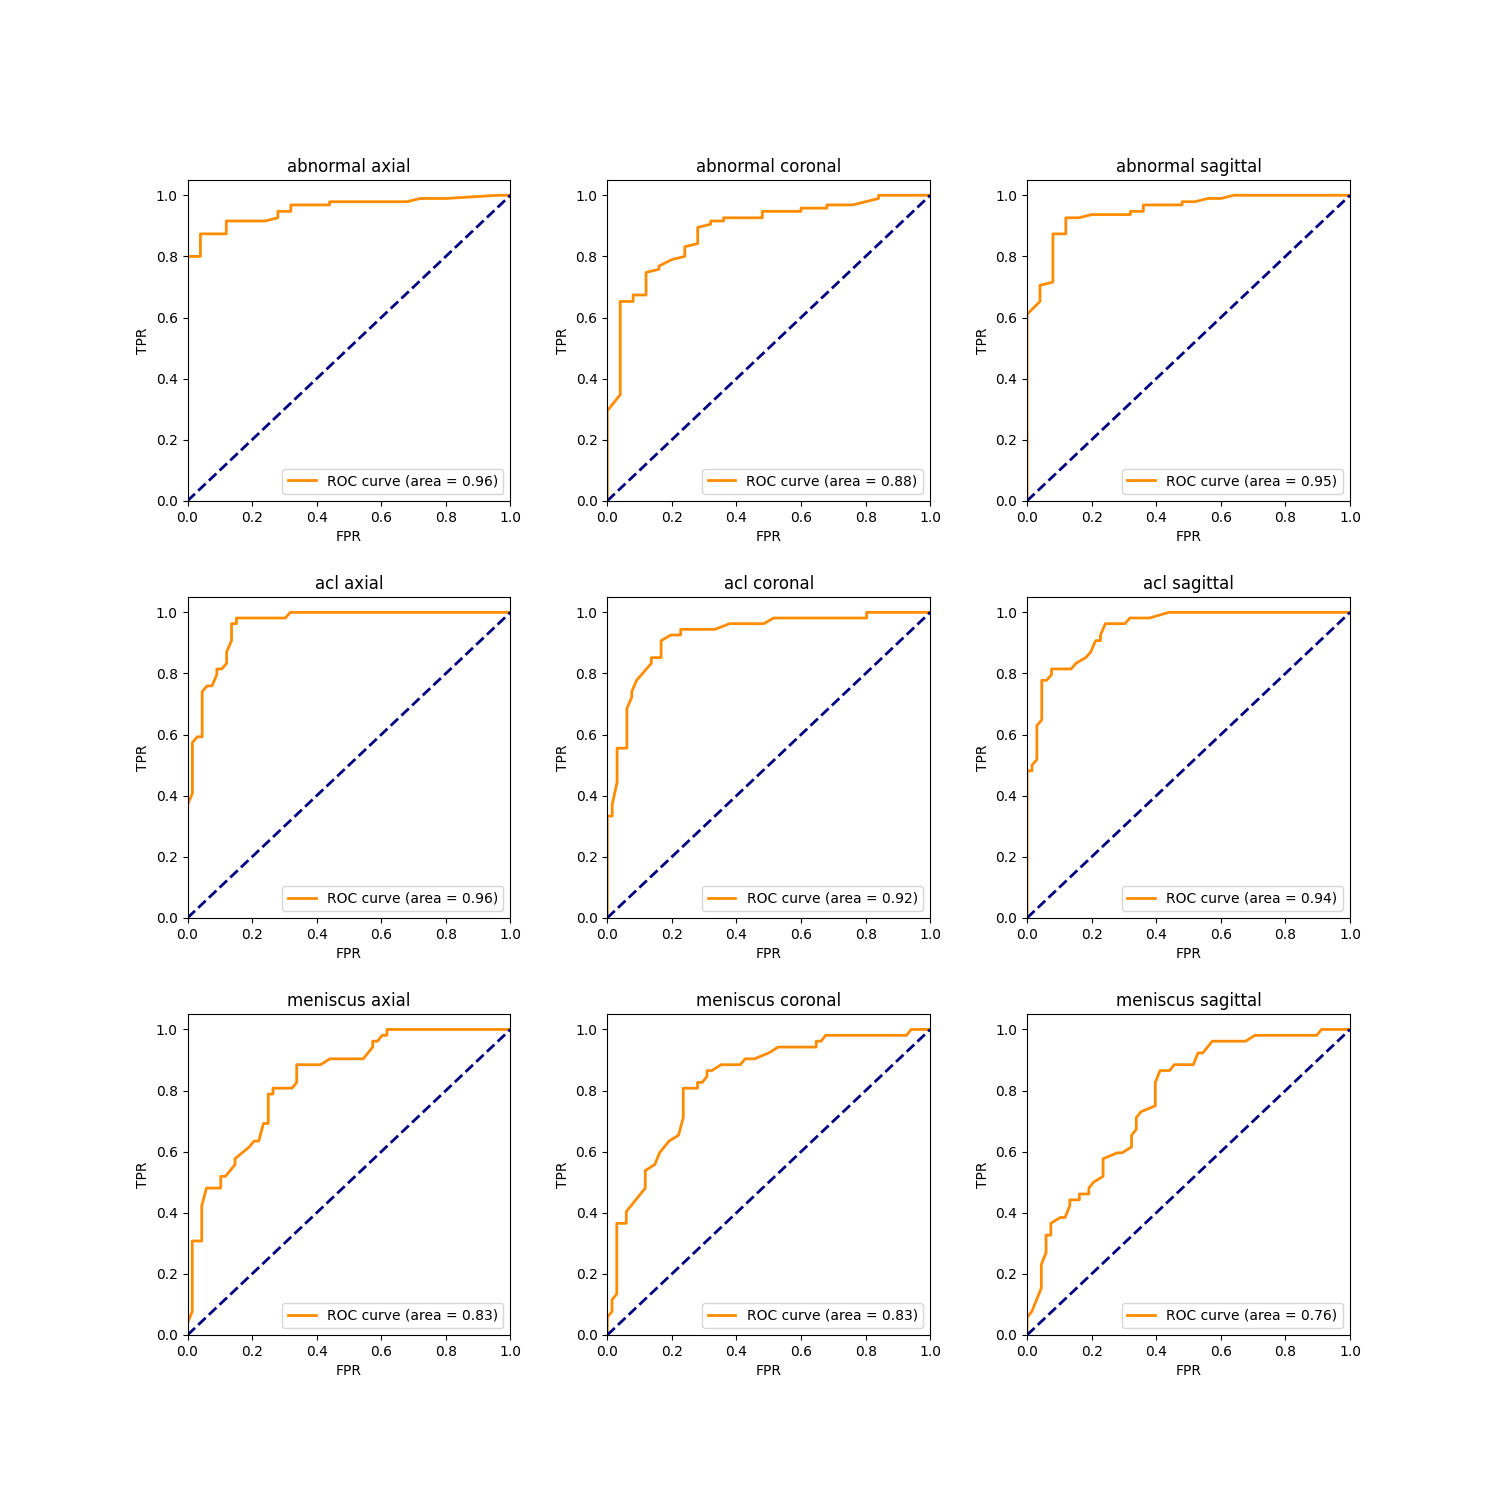 abnormal axial
1.0
0.8
0.6
0.4
0.2
0.0
TPR
ROC curve (area = 0.96)
0.0 0.2 0.4 0.6 0.8 1.0
FPR
abnormal coronal
1.0
0.8
0.6
0.4
0.2
0.0
TPR
ROC curve (area = 0.88)
0.0 0.2 0.4 0.6 0.8 1.0
FPR
abnormal sagittal
1.0
0.8
0.6
0.4
0.2
0.0
TPR
ROC curve (area = 0.95)
0.0 0.2 0.4 0.6 0.8 1.0
FPR
acl axial
1.0
0.8
0.6
0.4
0.2
0.0
TPR
ROC curve (area = 0.96)
0.0 0.2 0.4 0.6 0.8 1.0
FPR
acl coronal
1.0
0.8
0.6
0.4
0.2
0.0
TPR
ROC curve (area = 0.92)
0.0 0.2 0.4 0.6 0.8 1.0
FPR
acl sagittal
1.0
0.8
0.6
0.4
0.2
0.0
TPR
ROC curve (area = 0.94)
0.0 0.2 0.4 0.6 0.8 1.0
FPR
meniscus axial
1.0
0.8
0.6
0.4
0.2
0.0
TPR
ROC curve (area = 0.83)
0.0 0.2 0.4 0.6 0.8 1.0
FPR
meniscus coronal
1.0
0.8
0.6
0.4
0.2
0.0
TPR
ROC curve (area = 0.83)
0.0 0.2 0.4 0.6 0.8 1.0
FPR
meniscus sagittal
1.0
0.8
0.6
0.4
0.2
0.0
TPR
ROC curve (area = 0.76)
0.0 0.2 0.4 0.6 0.8 1.0
FPR